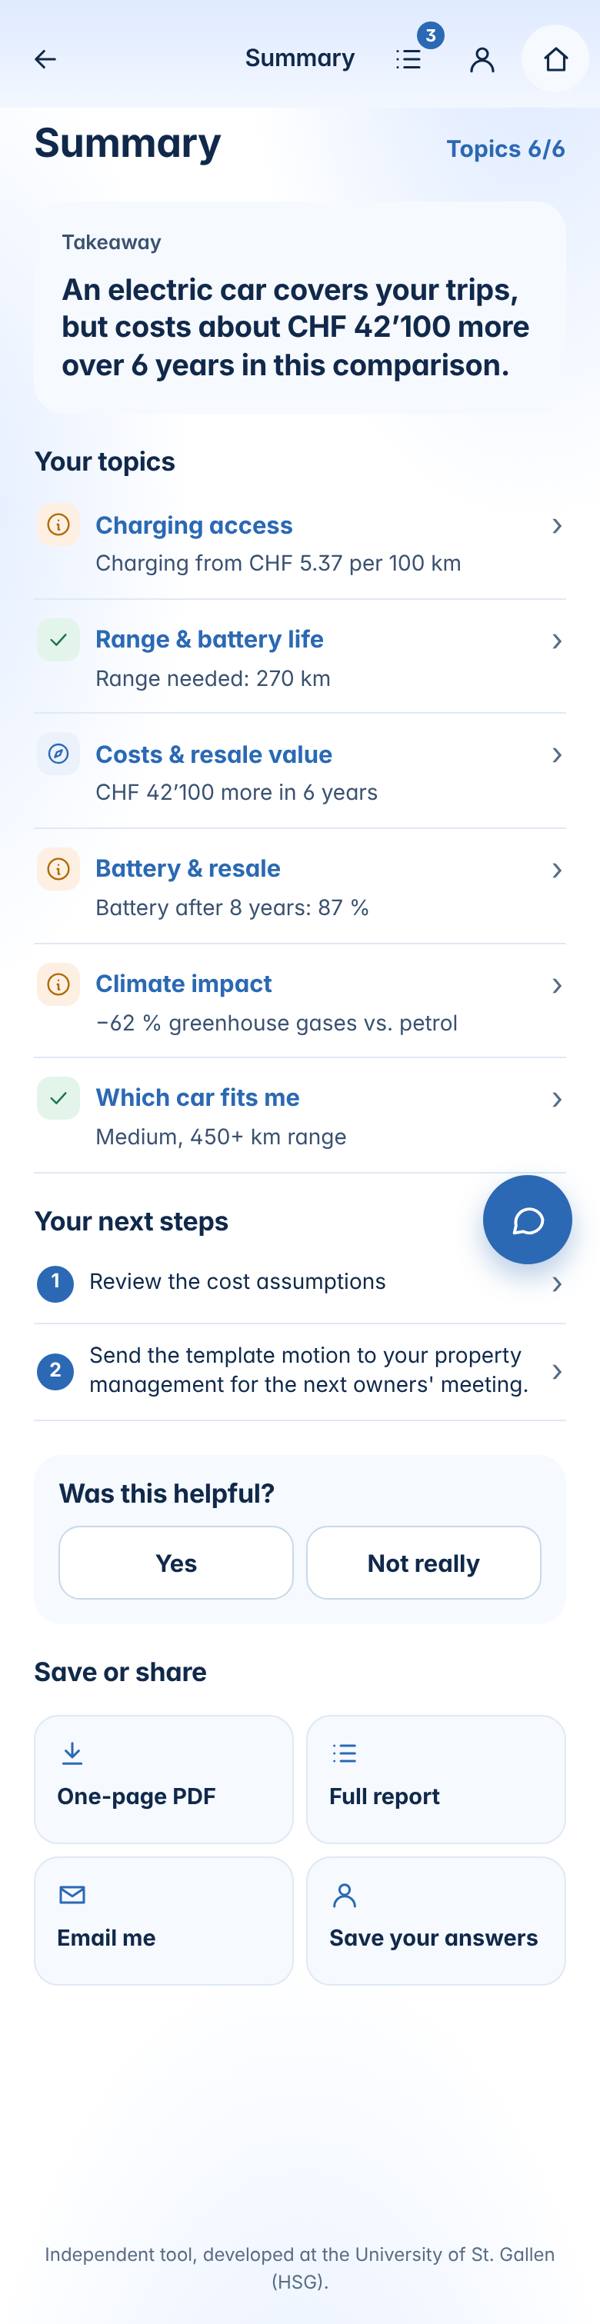 Summary
3
Summary
Topics 6/6
Takeaway
An electric car covers your trips,
but costs about CHF 42’100 more
over 6 years in this comparison.
Your topics
Charging access
Charging from CHF 5.37 per 100 km
Range & battery life
Range needed: 270 km
Costs & resale value
CHF 42’100 more in 6 years
Battery & resale
Battery after 8 years: 87 %
Climate impact
−62 % greenhouse gases vs. petrol
Which car fits me
Medium, 450+ km range
Your next steps
1 Review the cost assumptions
2 Send the template motion to your property
management for the next owners' meeting.
Was this helpful?
Yes
Not really
Save or share
One-page PDF
Full report
Email me
Save your answers
Independent tool, developed at the University of St. Gallen
(HSG).